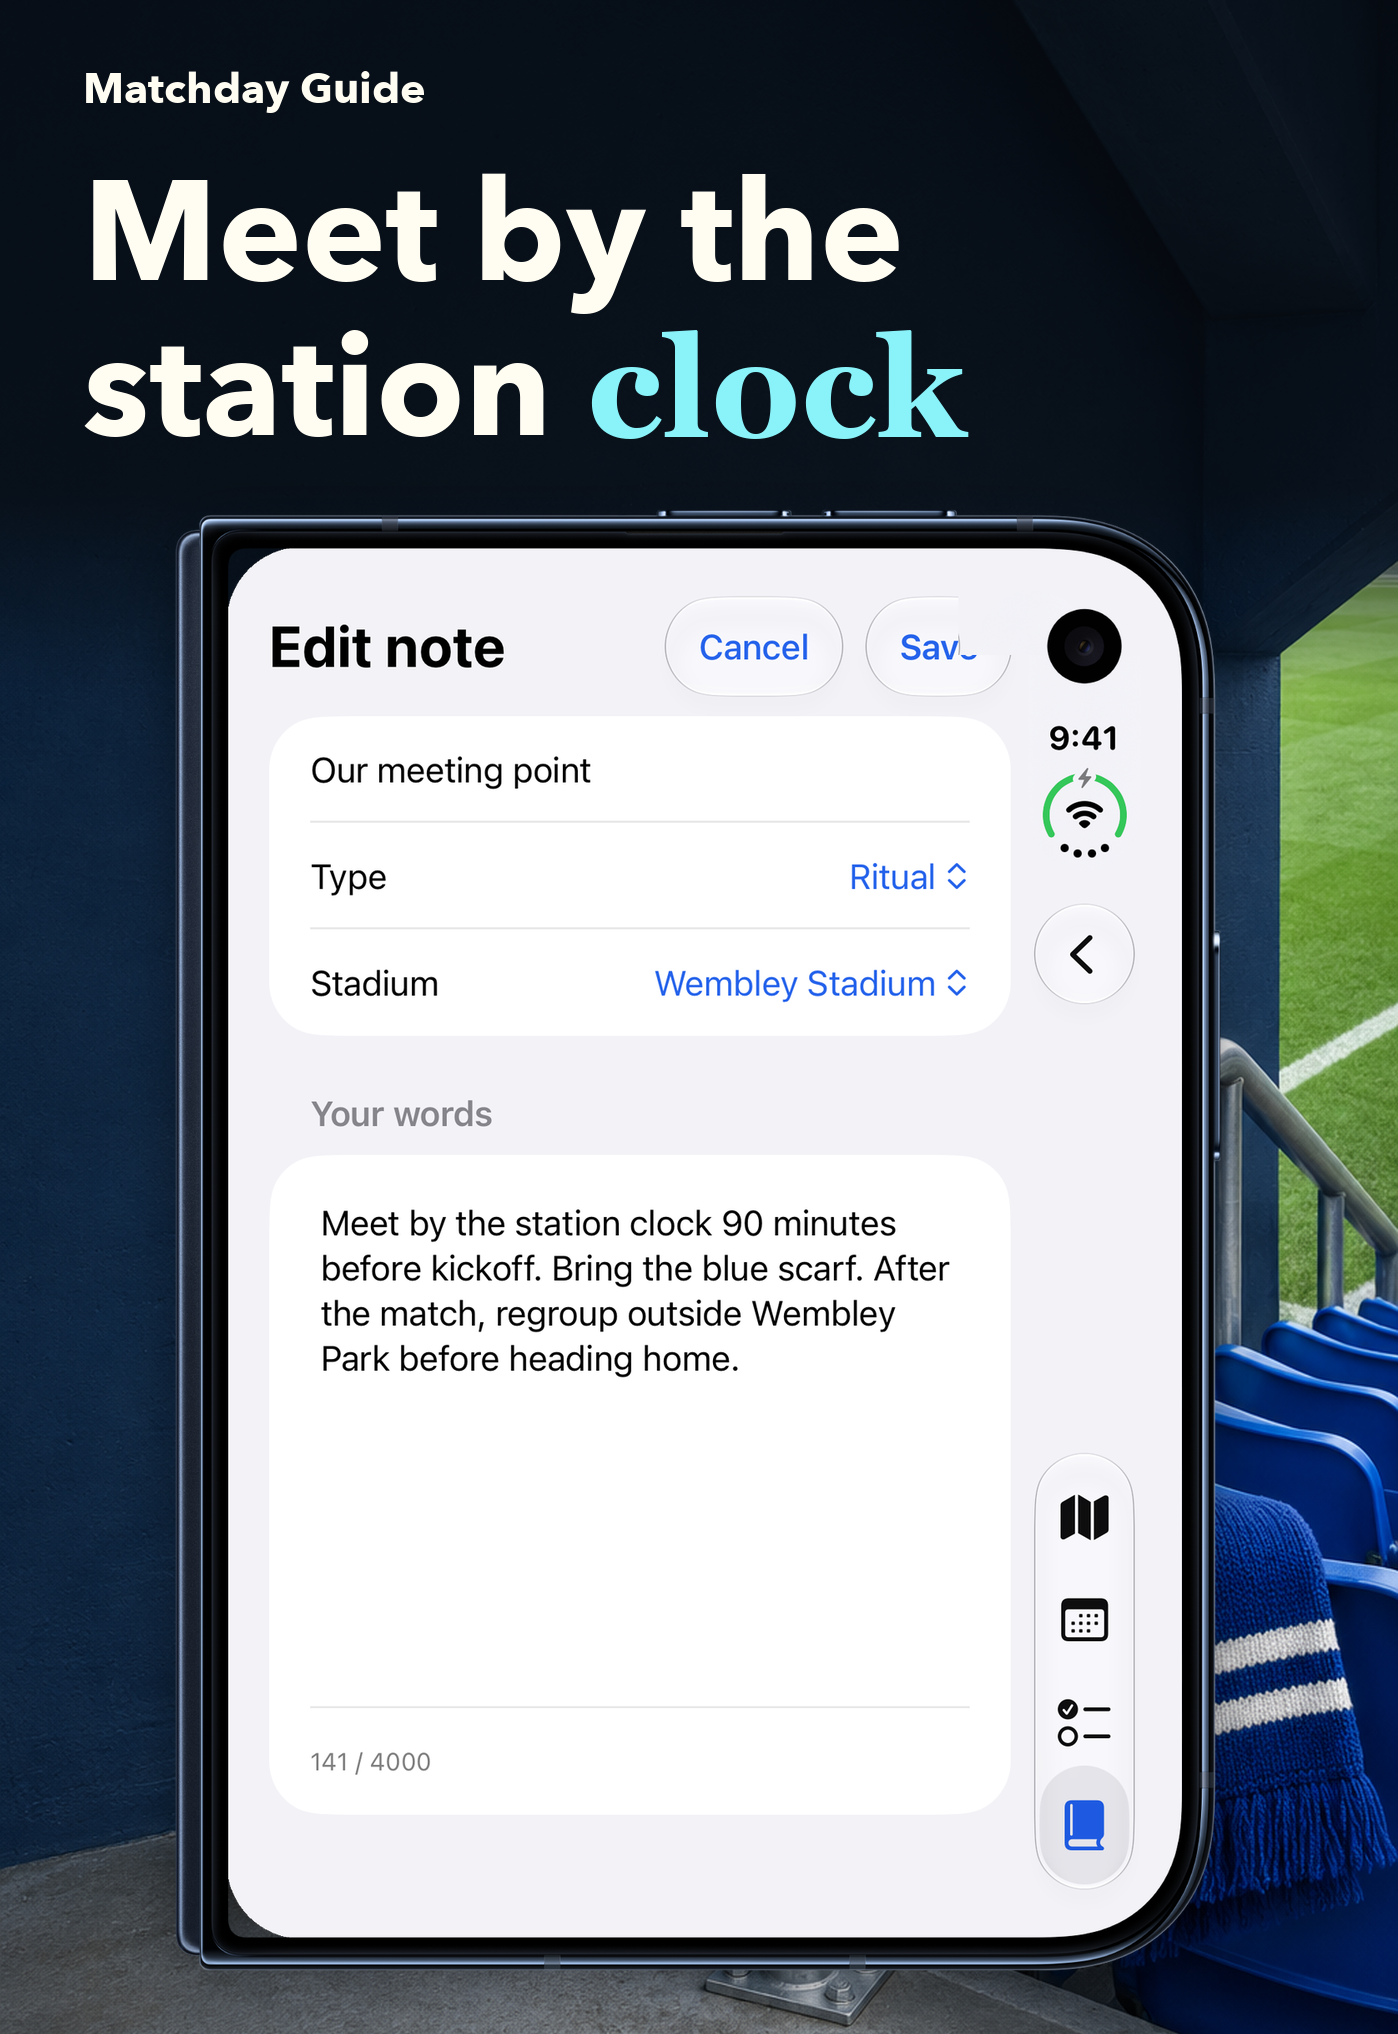 Matchday Guide
Meet by the
station clock
Edit note
Cancel
Save
9:41
Our meeting point
Type
Ritual
Stadium
Wembley Stadium
Your words
Meet by the station clock 90 minutes
before kickoff. Bring the blue scarf. After
the match, regroup outside Wembley
Park before heading home.
141 / 4000